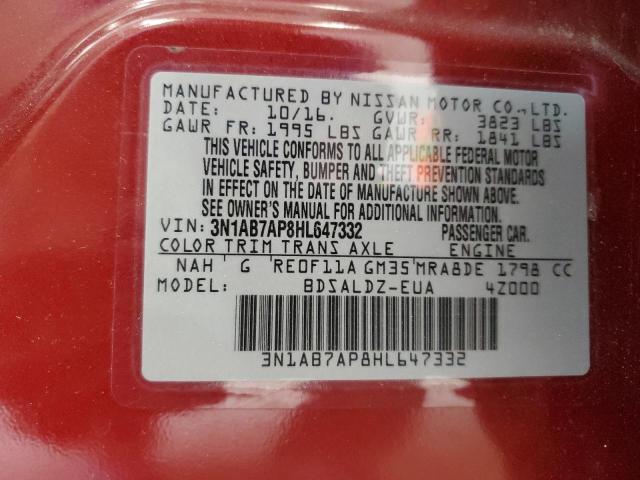 MANUFACTURED BY NISSAN MOTOR CO.,LTD.
DATE: 10/16. GVWR: 3823 LBS
GAWR FR: 1995 LBS GAWR RR: 1841 LBS
THIS VEHICLE CONFORMS TO ALL APPLICABLE FEDERAL MOTOR
VEHICLE SAFETY, BUMPER AND THEFT PREVENTION STANDARDS
IN EFFECT ON THE DATE OF MANUFACTURE SHOWN ABOVE.
SEE OWNER'S MANUAL FOR ADDITIONAL INFORMATION.
VIN: 3N1AB7AP8HL647332 PASSENGER CAR.
COLOR TRIM TRANS AXLE ENGINE
NAH G RE0F11A GM35 MRA8DE 1798 CC
MODEL: BDSALDZ-EUA 4Z000
3N1AB7AP8HL647332